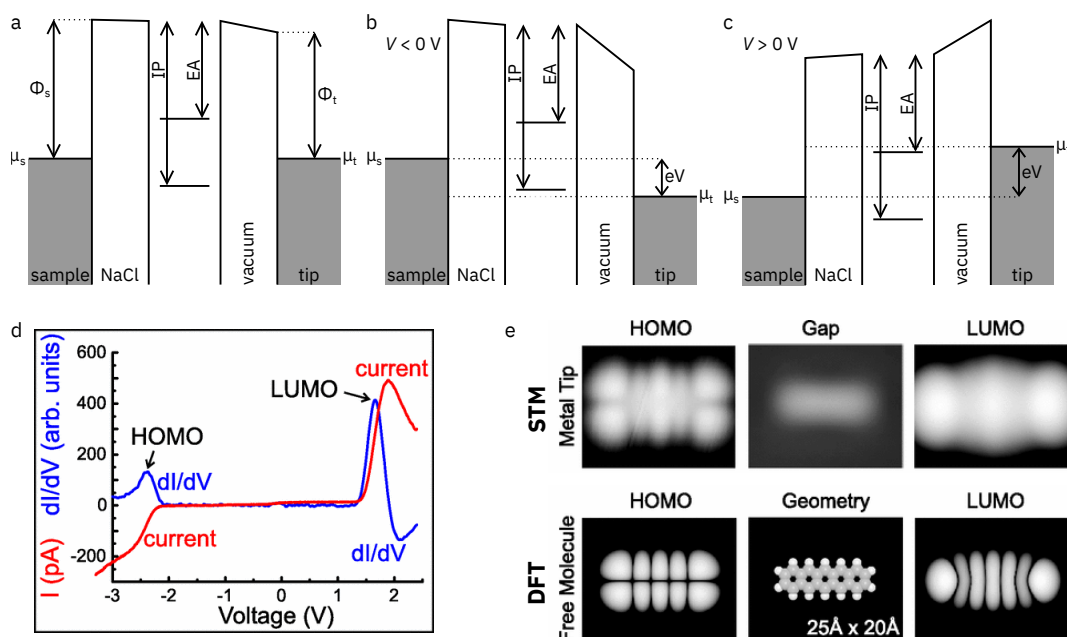 a
Φs
IP
EA
Φt
μs
μt
sample
NaCl
vacuum
tip
b
V < 0 V
IP
EA
μs
eV
μt
sample
NaCl
vacuum
tip
c
V > 0 V
IP
EA
μs
eV
sample
NaCl
vacuum
tip
d
I (pA) dI/dV (arb. units)
600
400
200
0
-200
-3
-2
-1
0
1
2
Voltage (V)
HOMO
dI/dV
current
LUMO
current
dI/dV
e
HOMO
Gap
LUMO
STM
Metal Tip
HOMO
Geometry
LUMO
DFT
Free Molecule
25Å x 20Å